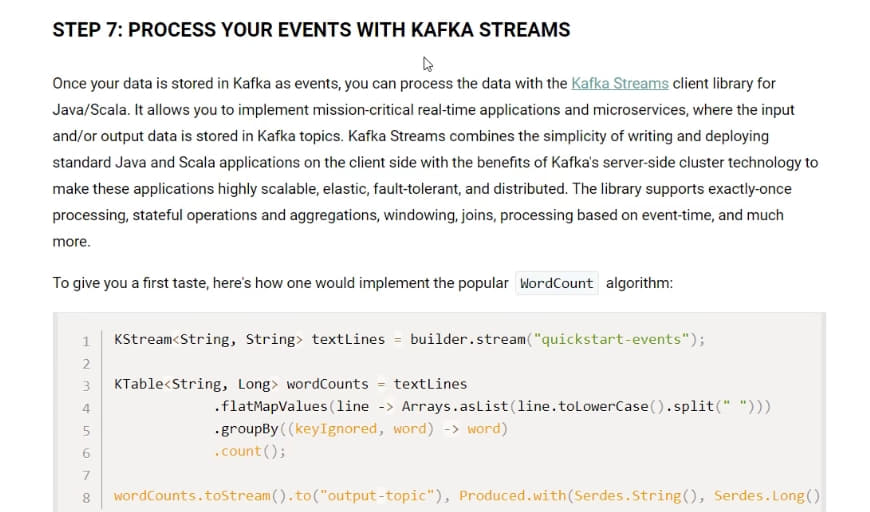 STEP 7: PROCESS YOUR EVENTS WITH KAFKA STREAMS
Once your data is stored in Kafka as events, you can process the data with the Kafka Streams client library for
Java/Scala. It allows you to implement mission-critical real-time applications and microservices, where the input
and/or output data is stored in Kafka topics. Kafka Streams combines the simplicity of writing and deploying
standard Java and Scala applications on the client side with the benefits of Kafka's server-side cluster technology to
make these applications highly scalable, elastic, fault-tolerant, and distributed. The library supports exactly-once
processing, stateful operations and aggregations, windowing, joins, processing based on event-time, and much
more.
To give you a first taste, here's how one would implement the popular WordCount algorithm:
1 KStream<String, String> textLines = builder.stream("quickstart-events");
2
3 KTable<String, Long> wordCounts = textLines
4 .flatMapValues(line -> Arrays.asList(line.toLowerCase().split(" ")))
5 .groupBy((keyIgnored, word) -> word)
6 .count();
7
8 wordCounts.toStream().to("output-topic"), Produced.with(Serdes.String(), Serdes.Long()